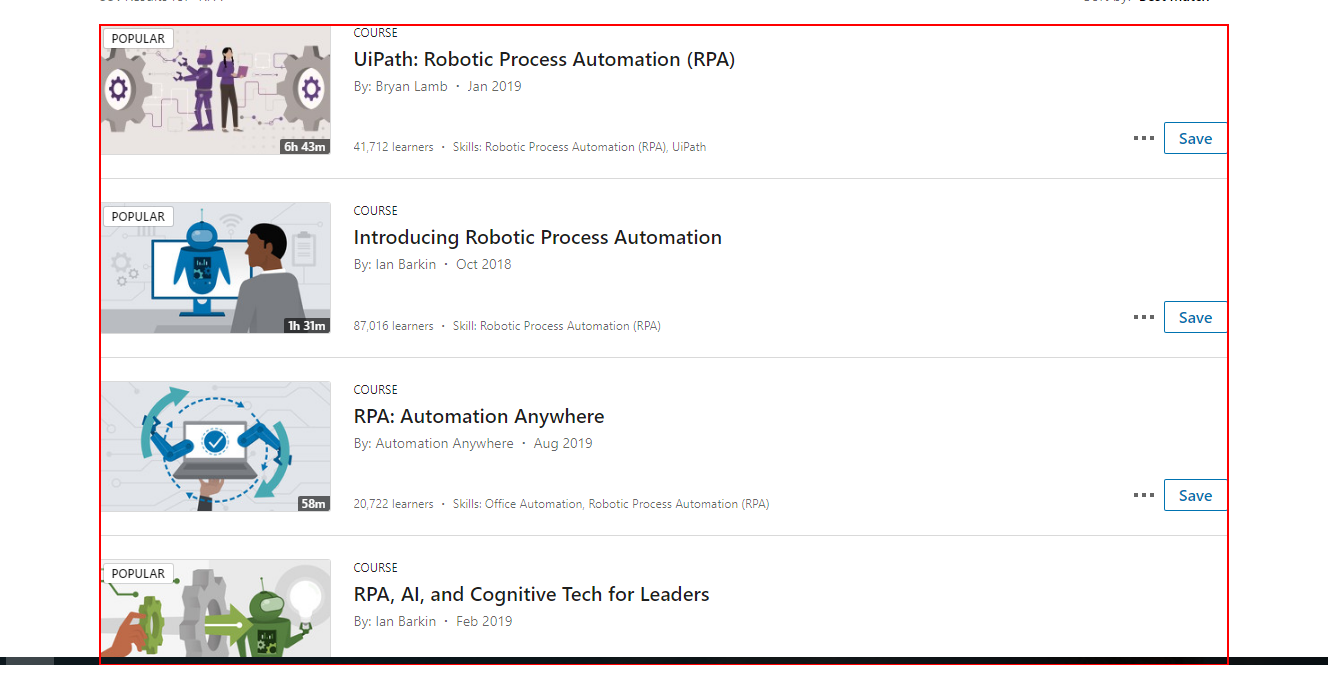 POPULAR
COURSE
UiPath: Robotic Process Automation (RPA)
By: Bryan Lamb · Jan 2019
6h 43m
41,712 learners · Skills: Robotic Process Automation (RPA), UiPath
... Save
POPULAR
COURSE
Introducing Robotic Process Automation
By: Ian Barkin · Oct 2018
1h 31m
87,016 learners · Skill: Robotic Process Automation (RPA)
... Save
COURSE
RPA: Automation Anywhere
By: Automation Anywhere · Aug 2019
58m
20,722 learners · Skills: Office Automation, Robotic Process Automation (RPA)
... Save
POPULAR
COURSE
RPA, AI, and Cognitive Tech for Leaders
By: Ian Barkin · Feb 2019